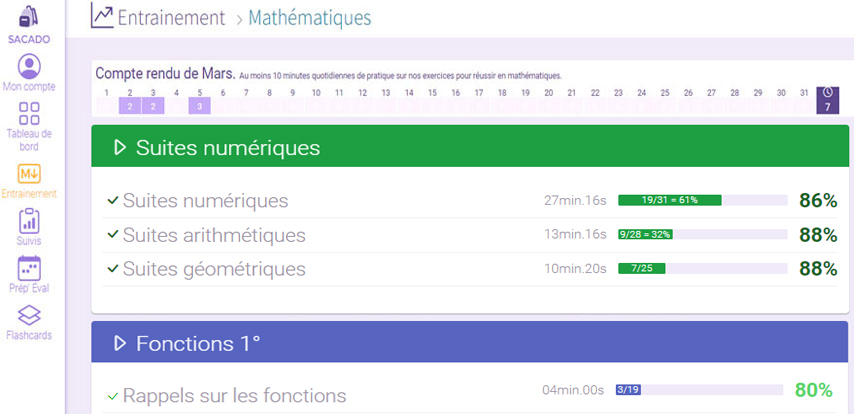 SACADO
Mon compte
Tableau de
bord
Entrainement
Suivis
Prép' Éval
Flashcards
Entrainement > Mathématiques
Compte rendu de Mars. Au moins 10 minutes quotidiennes de pratique sur nos exercices pour réussir en mathématiques.
1 2 3 4 5 6 7 8 9 10 11 12 13 14 15 16 17 18 19 20 21 22 23 24 25 26 27 28 29 30 31
2 2 3 7
Suites numériques
Suites numériques 27min.16s 19/31 = 61% 86%
Suites arithmétiques 13min.16s 9/28 = 32% 88%
Suites géométriques 10min.20s 7/25 88%
Fonctions 1°
Rappels sur les fonctions 04min.00s 3/19 80%